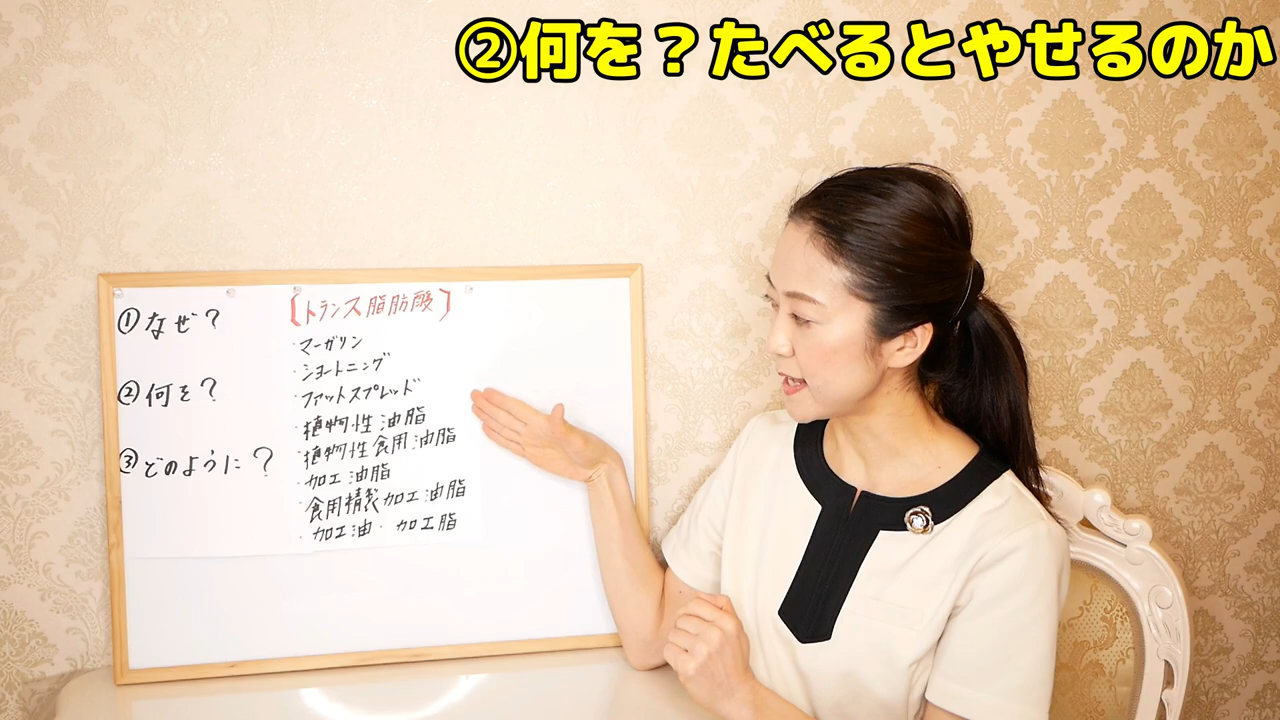 ②何を？たべるとやせるのか
①なぜ？
②何を？
③どのように？
【トランス脂肪酸】
・マーガリン
・ショートニング
・ファットスプレッド
・植物性油脂
・植物性食用油脂
・加工油脂
・食用精製加工油脂
・加工油・加工脂